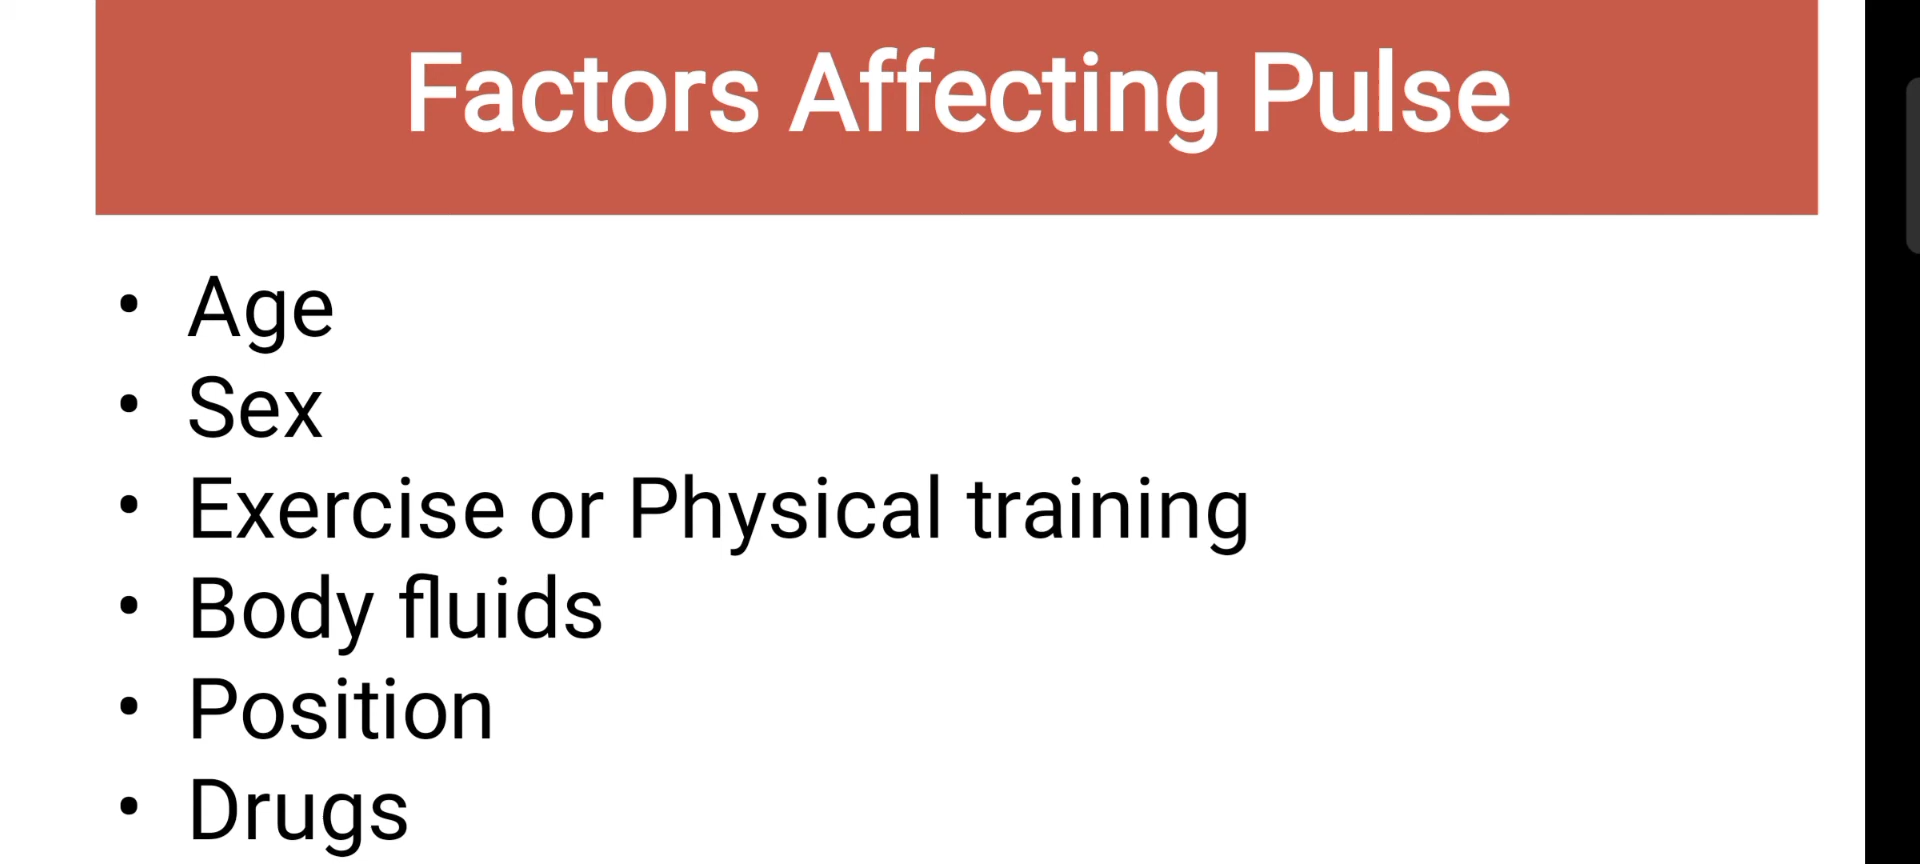 Factors Affecting Pulse
• Age
• Sex
• Exercise or Physical training
• Body fluids
• Position
• Drugs